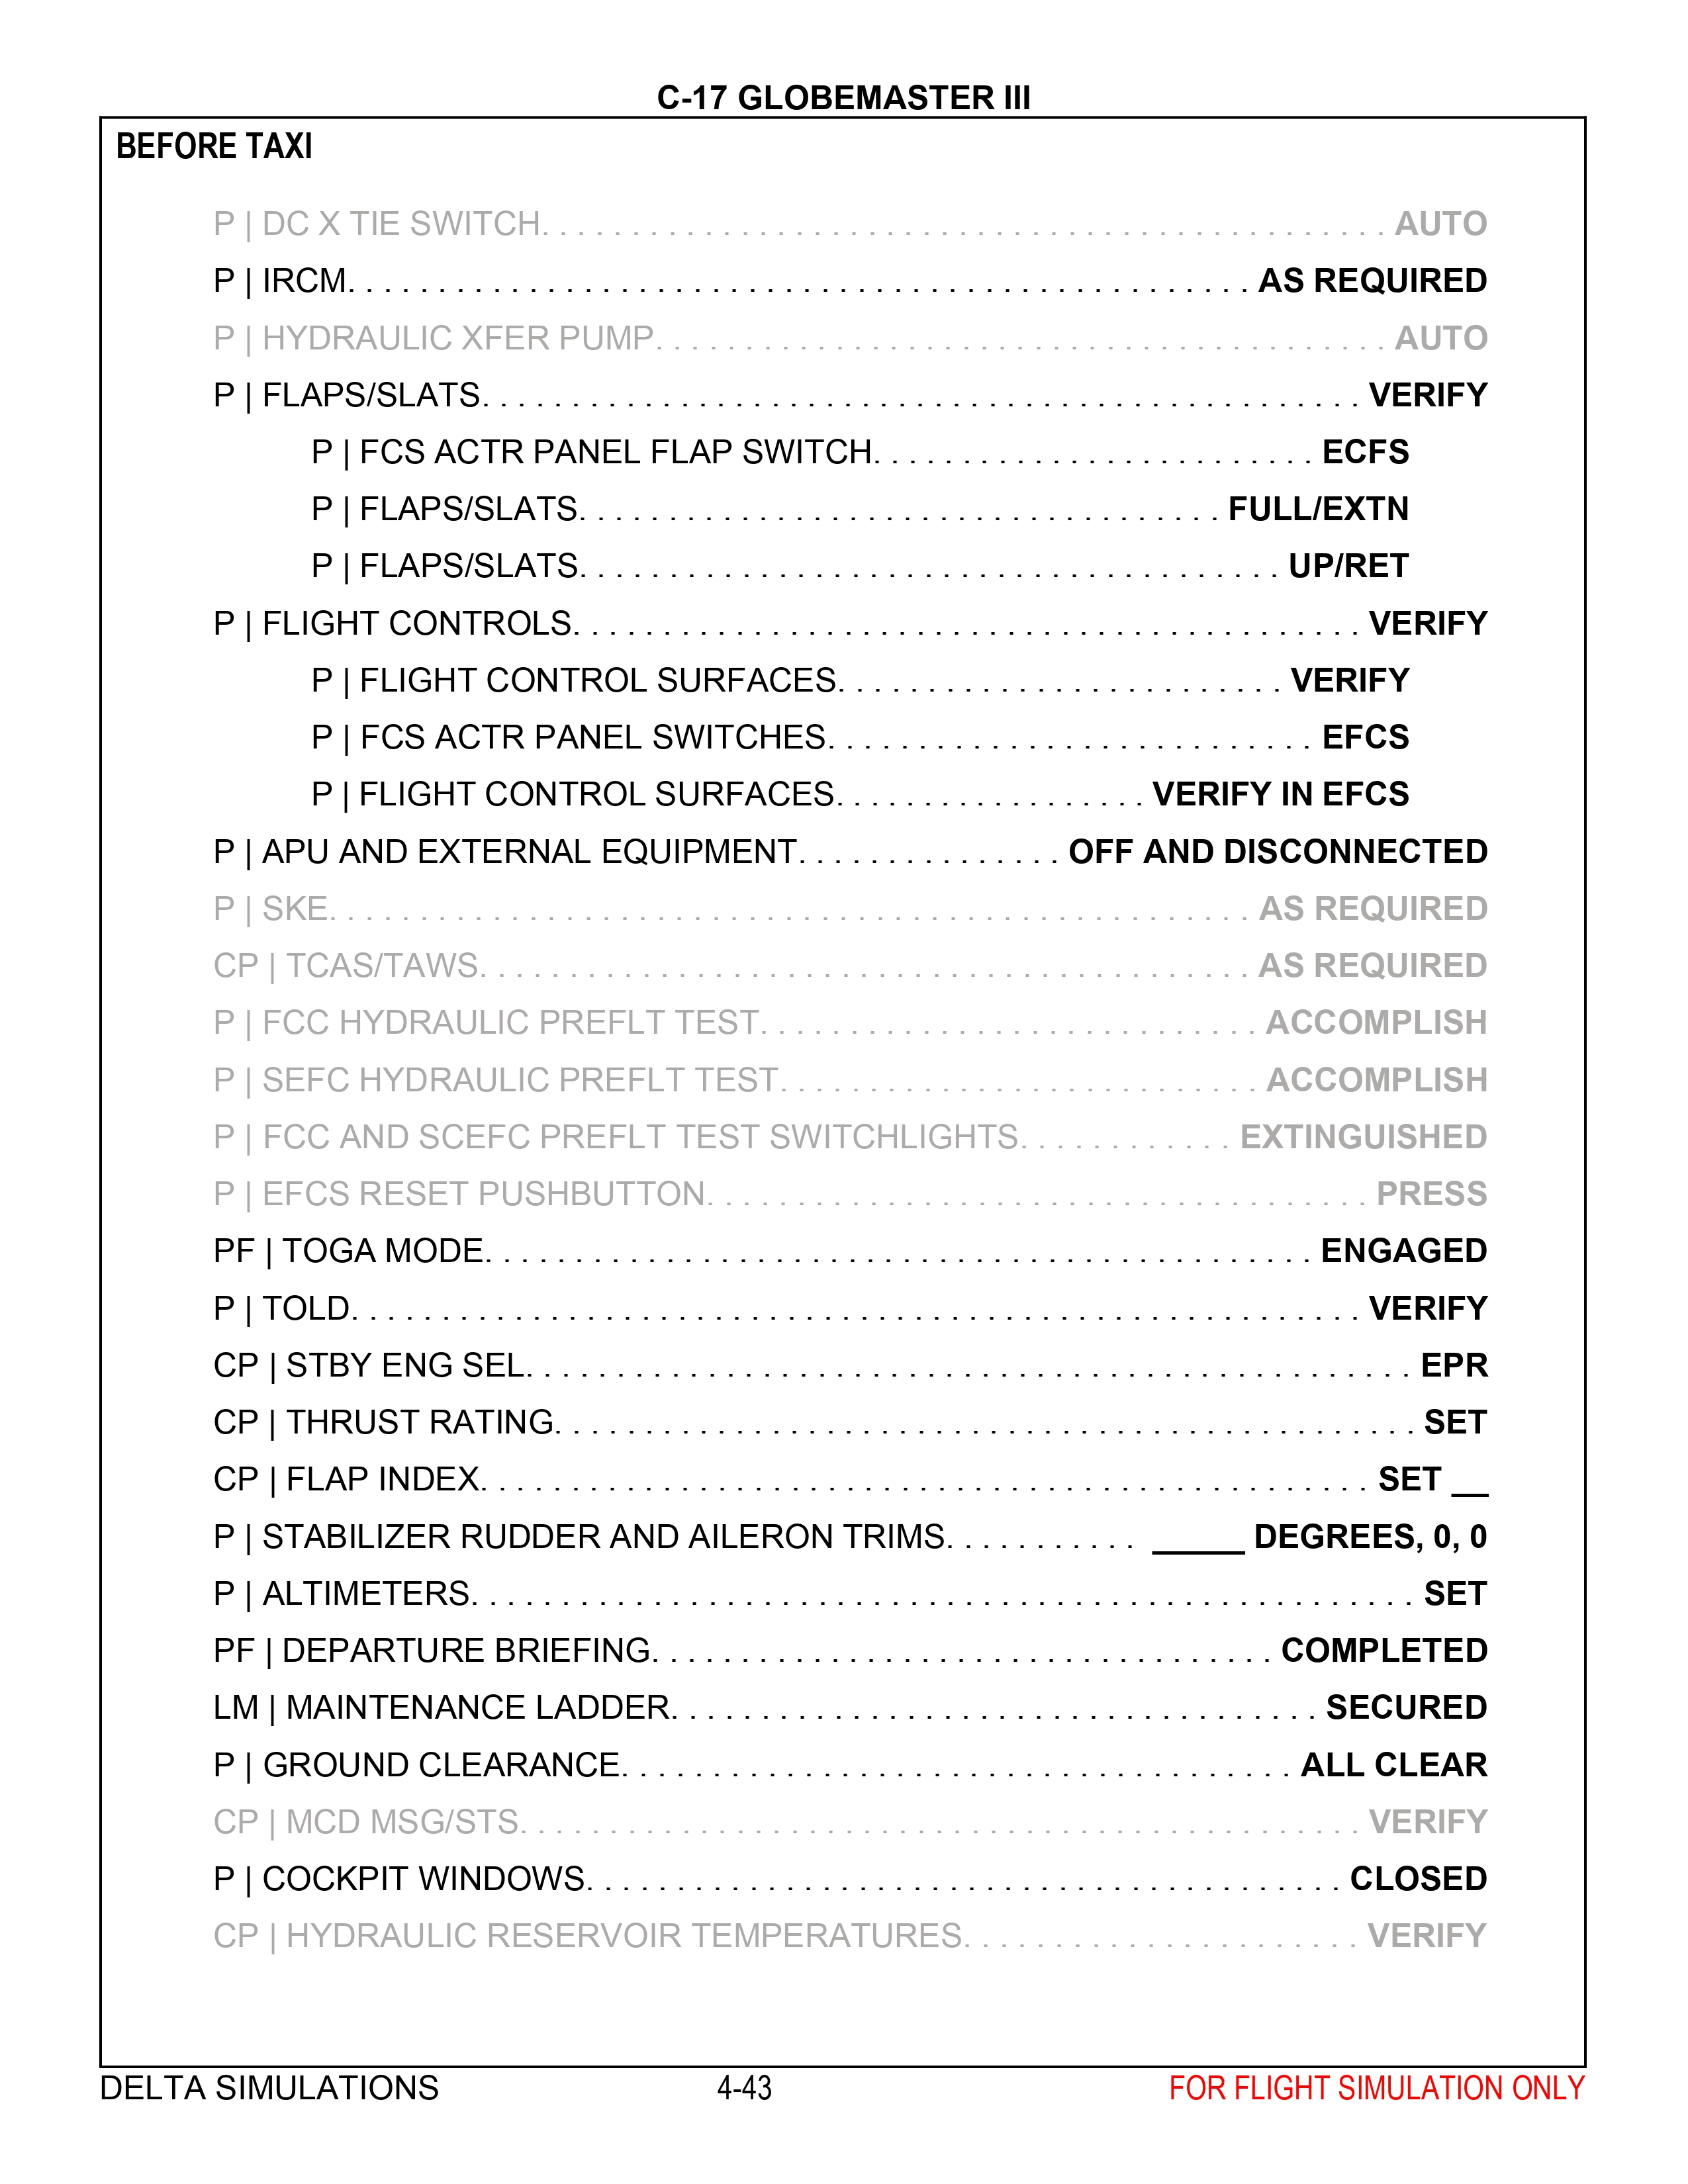 C-17 GLOBEMASTER III
BEFORE TAXI
P | DC X TIE SWITCH. . . . . . . . . . . . . . . . . . . . . . . . . . . . . . . . . . . . . . . . . . . . . . . AUTO
P | IRCM. . . . . . . . . . . . . . . . . . . . . . . . . . . . . . . . . . . . . . . . . . . . . . . . . . AS REQUIRED
P | HYDRAULIC XFER PUMP. . . . . . . . . . . . . . . . . . . . . . . . . . . . . . . . . . . . . . . . . AUTO
P | FLAPS/SLATS. . . . . . . . . . . . . . . . . . . . . . . . . . . . . . . . . . . . . . . . . . . . . . . . . VERIFY
P | FCS ACTR PANEL FLAP SWITCH. . . . . . . . . . . . . . . . . . . . . . . . . ECFS
P | FLAPS/SLATS. . . . . . . . . . . . . . . . . . . . . . . . . . . . . . . . . . . . FULL/EXTN
P | FLAPS/SLATS. . . . . . . . . . . . . . . . . . . . . . . . . . . . . . . . . . . . . . . UP/RET
P | FLIGHT CONTROLS. . . . . . . . . . . . . . . . . . . . . . . . . . . . . . . . . . . . . . . . . . . . VERIFY
P | FLIGHT CONTROL SURFACES. . . . . . . . . . . . . . . . . . . . . . . . . VERIFY
P | FCS ACTR PANEL SWITCHES. . . . . . . . . . . . . . . . . . . . . . . . . . . EFCS
P | FLIGHT CONTROL SURFACES. . . . . . . . . . . . . . . . . . VERIFY IN EFCS
P | APU AND EXTERNAL EQUIPMENT. . . . . . . . . . . . . . . OFF AND DISCONNECTED
P | SKE. . . . . . . . . . . . . . . . . . . . . . . . . . . . . . . . . . . . . . . . . . . . . . . . . . . AS REQUIRED
CP | TCAS/TAWS. . . . . . . . . . . . . . . . . . . . . . . . . . . . . . . . . . . . . . . . . . . AS REQUIRED
P | FCC HYDRAULIC PREFLT TEST. . . . . . . . . . . . . . . . . . . . . . . . . . . . ACCOMPLISH
P | SEFC HYDRAULIC PREFLT TEST. . . . . . . . . . . . . . . . . . . . . . . . . . . ACCOMPLISH
P | FCC AND SCEFC PREFLT TEST SWITCHLIGHTS. . . . . . . . . . . . EXTINGUISHED
P | EFCS RESET PUSHBUTTON. . . . . . . . . . . . . . . . . . . . . . . . . . . . . . . . . . . . . PRESS
PF | TOGA MODE. . . . . . . . . . . . . . . . . . . . . . . . . . . . . . . . . . . . . . . . . . . . . . ENGAGED
P | TOLD. . . . . . . . . . . . . . . . . . . . . . . . . . . . . . . . . . . . . . . . . . . . . . . . . . . . . . . . VERIFY
CP | STBY ENG SEL. . . . . . . . . . . . . . . . . . . . . . . . . . . . . . . . . . . . . . . . . . . . . . . . . EPR
CP | THRUST RATING. . . . . . . . . . . . . . . . . . . . . . . . . . . . . . . . . . . . . . . . . . . . . . . . SET
CP | FLAP INDEX. . . . . . . . . . . . . . . . . . . . . . . . . . . . . . . . . . . . . . . . . . . . . . . . . SET __
P | STABILIZER RUDDER AND AILERON TRIMS. . . . . . . . . . . _____ DEGREES, 0, 0
P | ALTIMETERS. . . . . . . . . . . . . . . . . . . . . . . . . . . . . . . . . . . . . . . . . . . . . . . . . . . . . SET
PF | DEPARTURE BRIEFING. . . . . . . . . . . . . . . . . . . . . . . . . . . . . . . . . . . COMPLETED
LM | MAINTENANCE LADDER. . . . . . . . . . . . . . . . . . . . . . . . . . . . . . . . . . . . SECURED
P | GROUND CLEARANCE. . . . . . . . . . . . . . . . . . . . . . . . . . . . . . . . . . . . . . ALL CLEAR
CP | MCD MSG/STS. . . . . . . . . . . . . . . . . . . . . . . . . . . . . . . . . . . . . . . . . . . . . . . VERIFY
P | COCKPIT WINDOWS. . . . . . . . . . . . . . . . . . . . . . . . . . . . . . . . . . . . . . . . . . CLOSED
CP | HYDRAULIC RESERVOIR TEMPERATURES. . . . . . . . . . . . . . . . . . . . . . VERIFY
DELTA SIMULATIONS 4-43 FOR FLIGHT SIMULATION ONLY